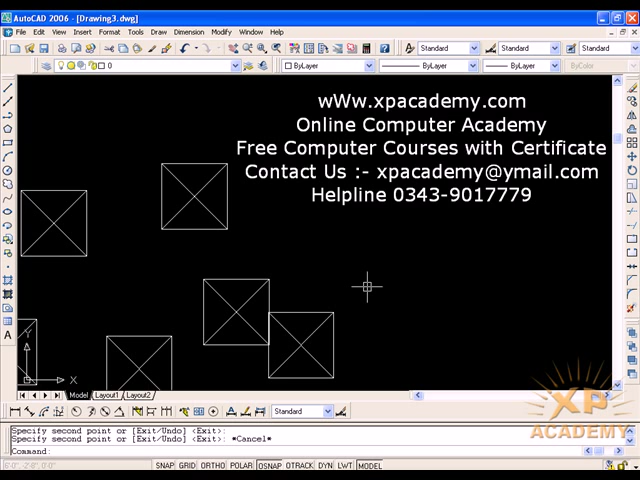 AutoCAD 2006 - [Drawing3.dwg]
File Edit View Insert Format Tools Draw Dimension Modify Window Help
Standard Standard Standard
0 ByLayer ByLayer ByLayer ByColor
wWw.xpacademy.com
Online Computer Academy
Free Computer Courses with Certificate
Contact Us :- xpacademy@ymail.com
Helpline 0343-9017779
Y
X
Model Layout1 Layout2
XP
ACADEMY
Standard
Specify second point or [Exit/Undo] <Exit>:
Specify second point or [Exit/Undo] <Exit>: *Cancel*
Command:
SNAP GRID ORTHO POLAR OSNAP OTRACK DYN LWT MODEL